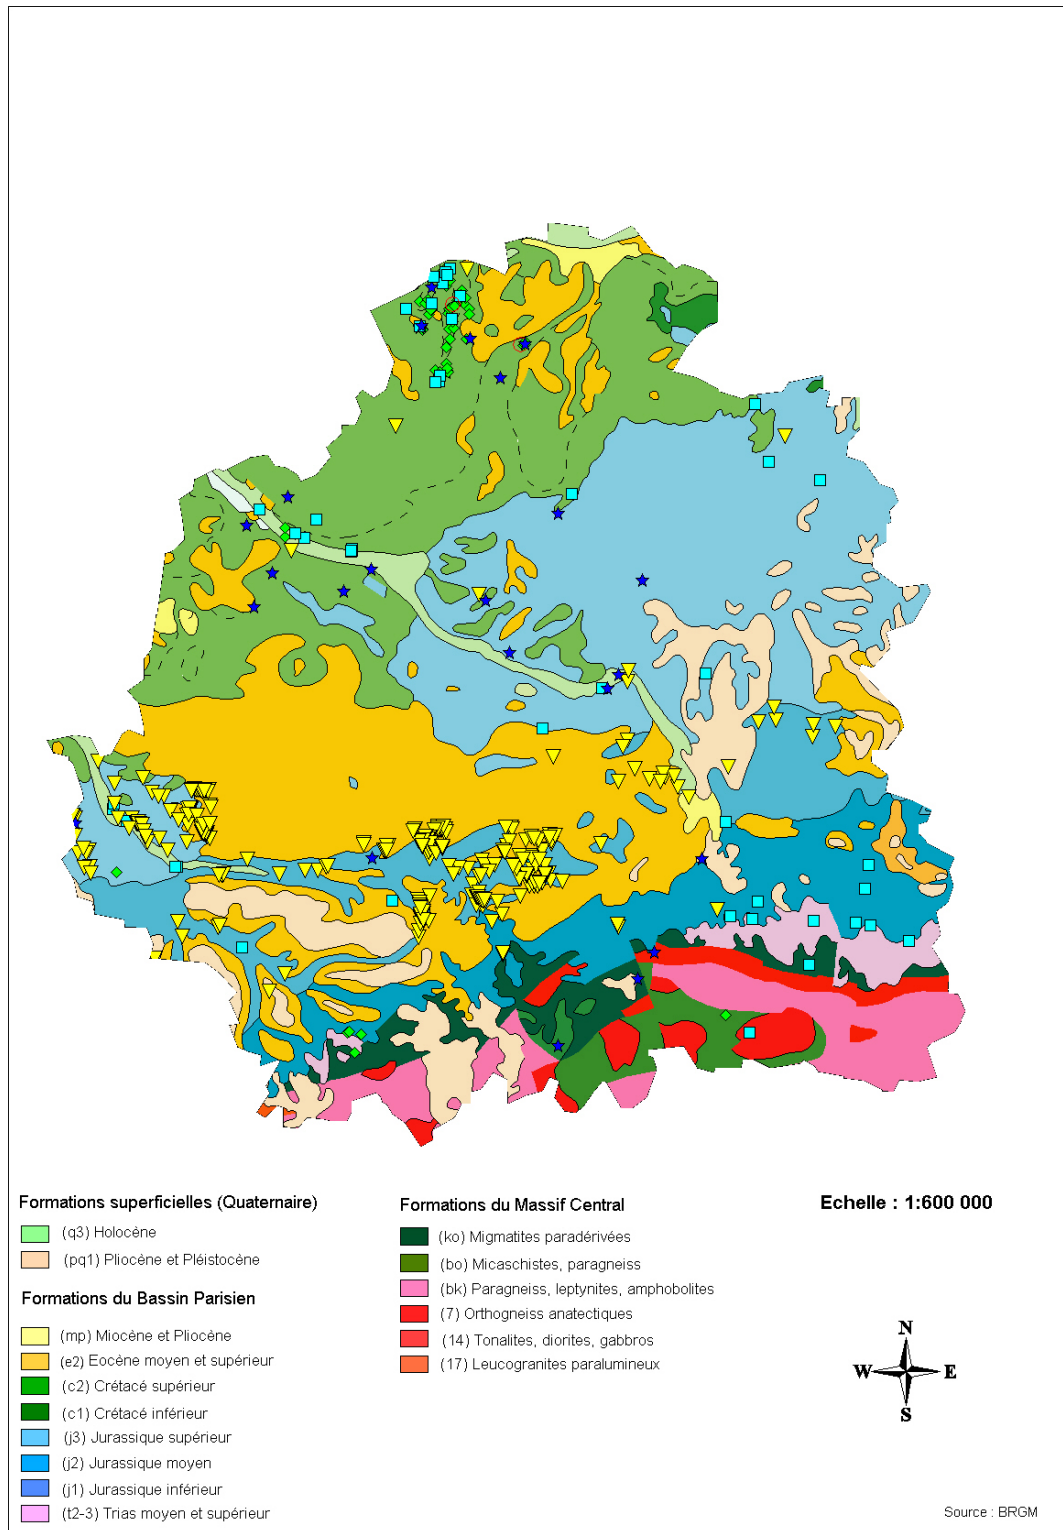 Formations superficielles (Quaternaire)
(q3) Holocène
(pq1) Pliocène et Pléistocène
Formations du Bassin Parisien
(mp) Miocène et Pliocène
(e2) Eocène moyen et supérieur
(c2) Crétacé supérieur
(c1) Crétacé inférieur
(j3) Jurassique supérieur
(j2) Jurassique moyen
(j1) Jurassique inférieur
(t2-3) Trias moyen et supérieur
Formations du Massif Central
(ko) Migmatites paradérivées
(bo) Micaschistes, paragneiss
(bk) Paragneiss, leptynites, amphobolites
(7) Orthogneiss anatectiques
(14) Tonalites, diorites, gabbros
(17) Leucogranites paralumineux
Echelle : 1:600 000
N
W E
S
Source : BRGM